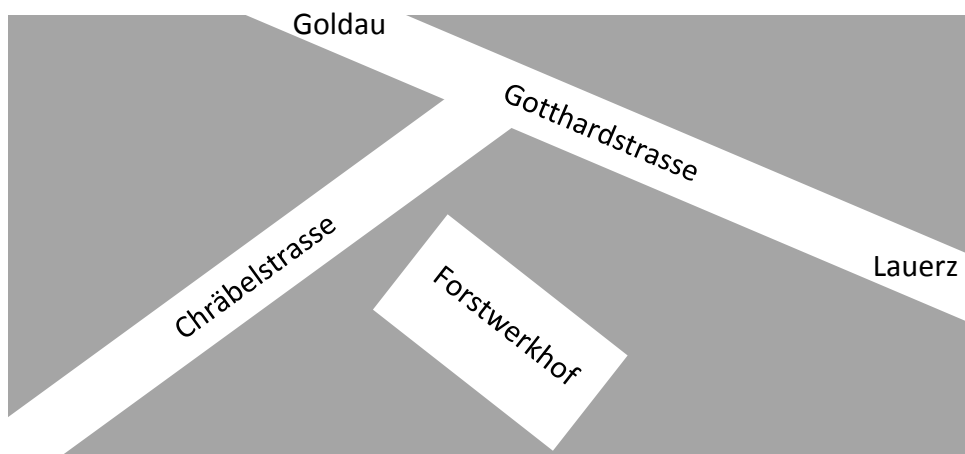 Goldau
Gotthardstrasse
Lauerz
Chräbelstrasse
Forstwerkhof